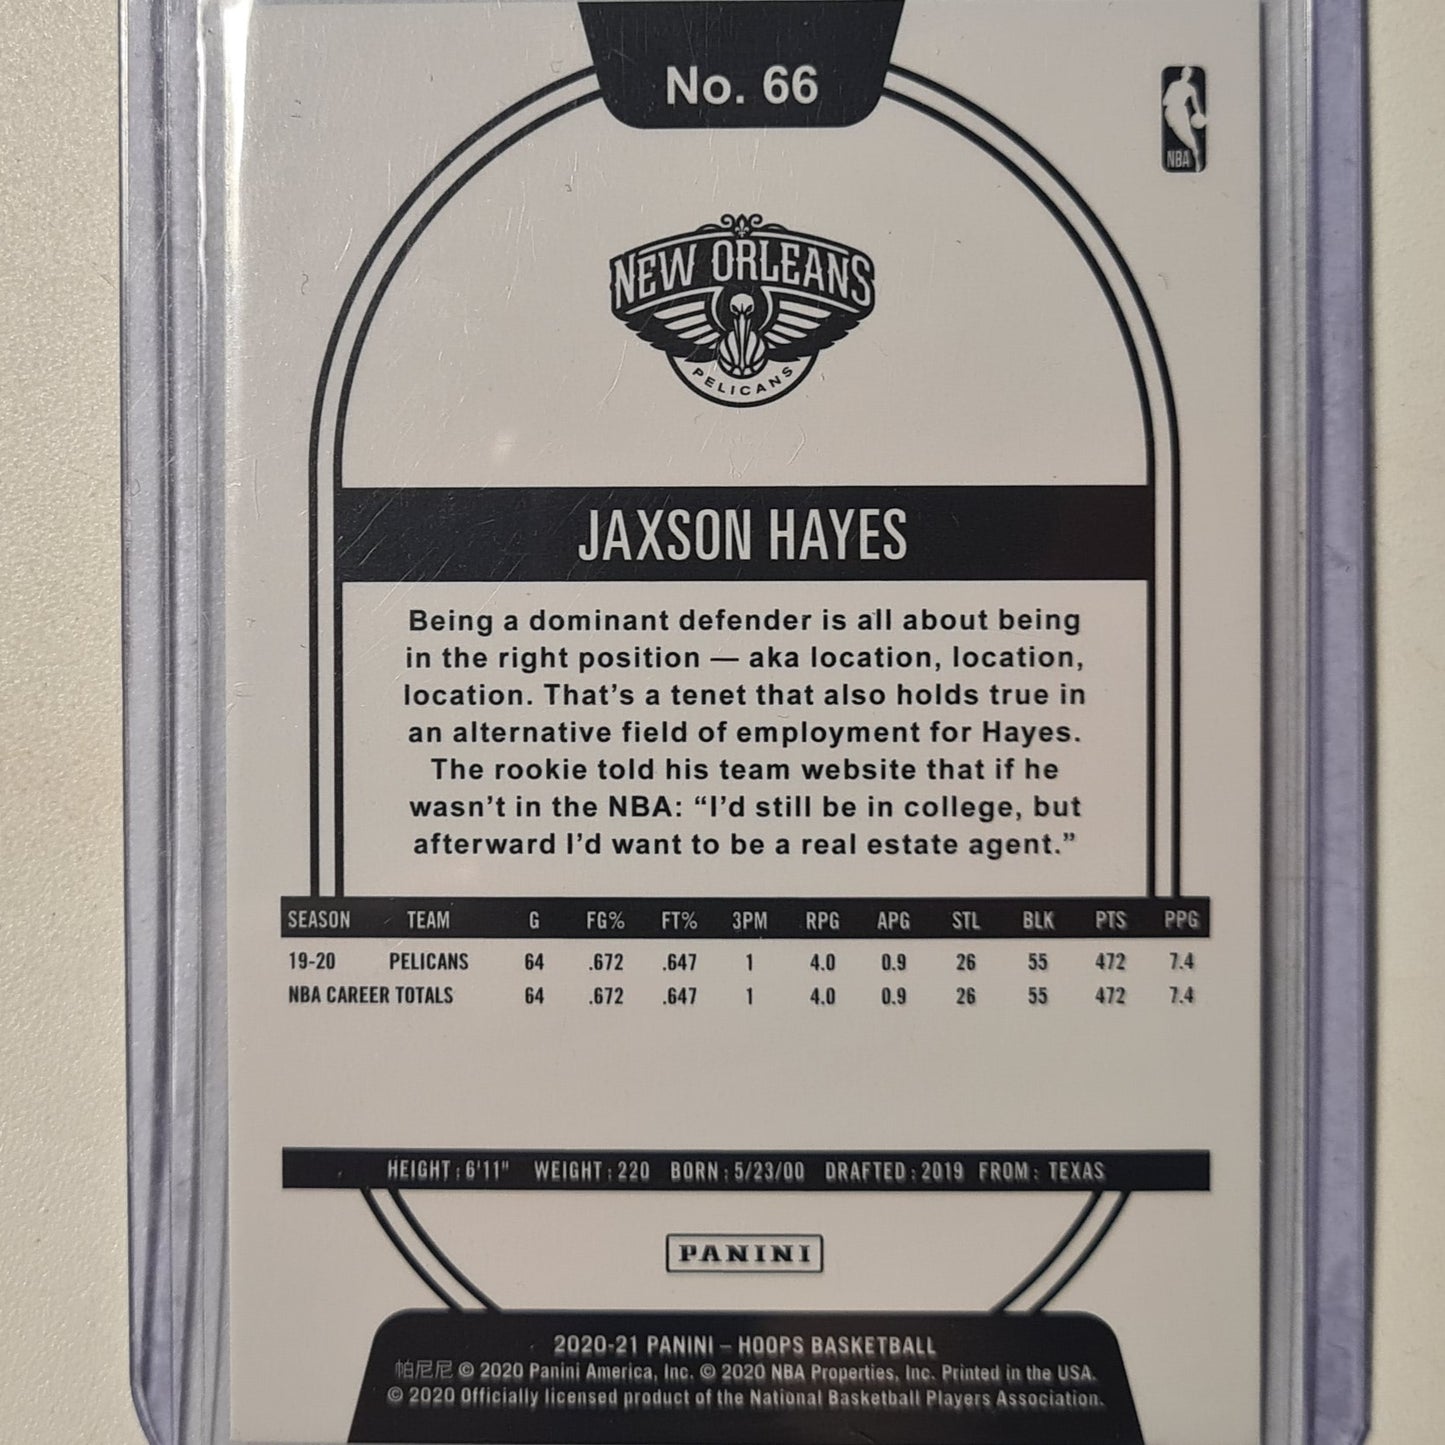 No. 66
NBA
NEW ORLEANS
PELICANS
JAXSON HAYES
Being a dominant defender is all about being
in the right position — aka location, location,
location. That’s a tenet that also holds true in
an alternative field of employment for Hayes.
The rookie told his team website that if he
wasn’t in the NBA: “I’d still be in college, but
afterward I’d want to be a real estate agent.”
SEASON TEAM G FG% FT% 3PM RPG APG STL BLK PTS PPG
19-20 PELICANS 64 .672 .647 1 4.0 0.9 26 55 472 7.4
NBA CAREER TOTALS 64 .672 .647 1 4.0 0.9 26 55 472 7.4
HEIGHT: 6'11" WEIGHT: 220 BORN: 5/23/00 DRAFTED: 2019 FROM: TEXAS
PANINI
2020-21 PANINI – HOOPS BASKETBALL
帕尼尼 © 2020 Panini America, Inc. © 2020 NBA Properties, Inc. Printed in the USA.
© 2020 Officially licensed product of the National Basketball Players Association.